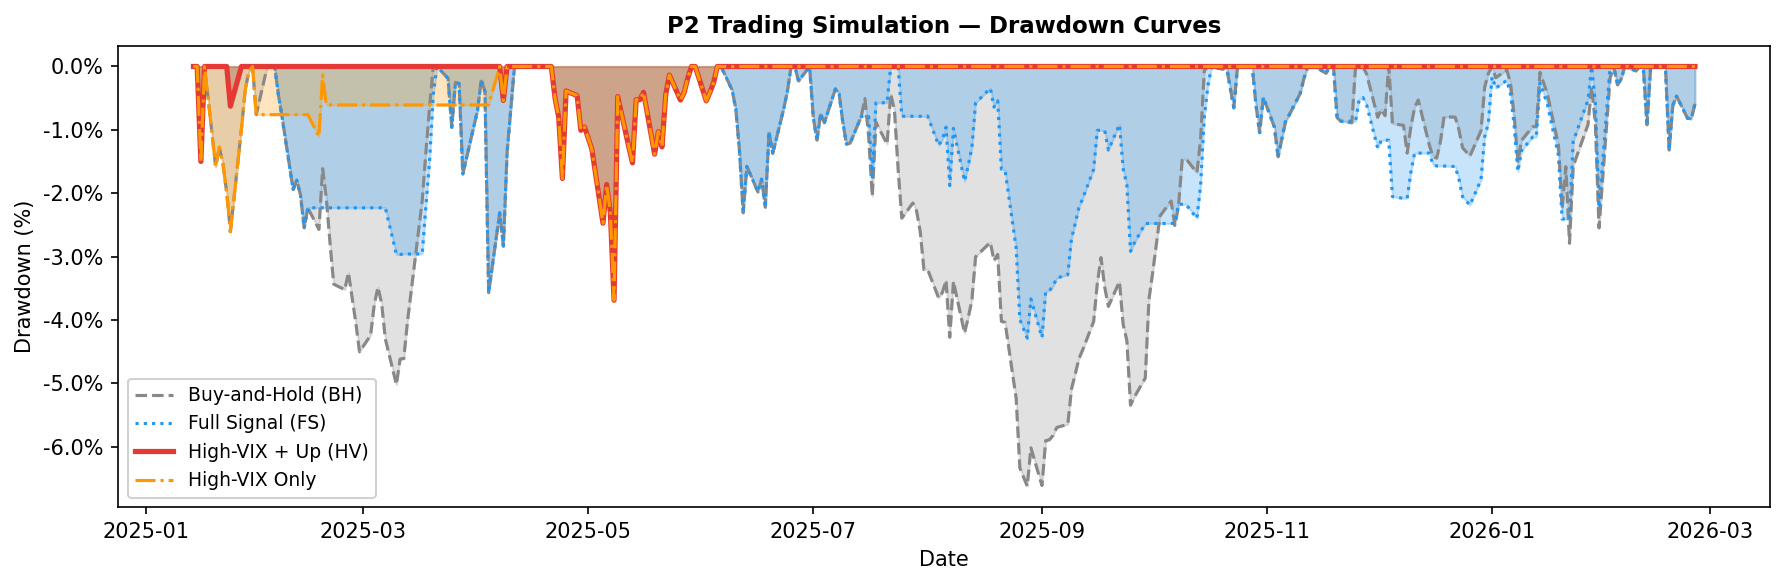 P2 Trading Simulation — Drawdown Curves
Drawdown (%)
0.0%
-1.0%
-2.0%
-3.0%
-4.0%
-5.0%
-6.0%
Buy-and-Hold (BH)
Full Signal (FS)
High-VIX + Up (HV)
High-VIX Only
2025-01
2025-03
2025-05
2025-07
2025-09
2025-11
2026-01
2026-03
Date